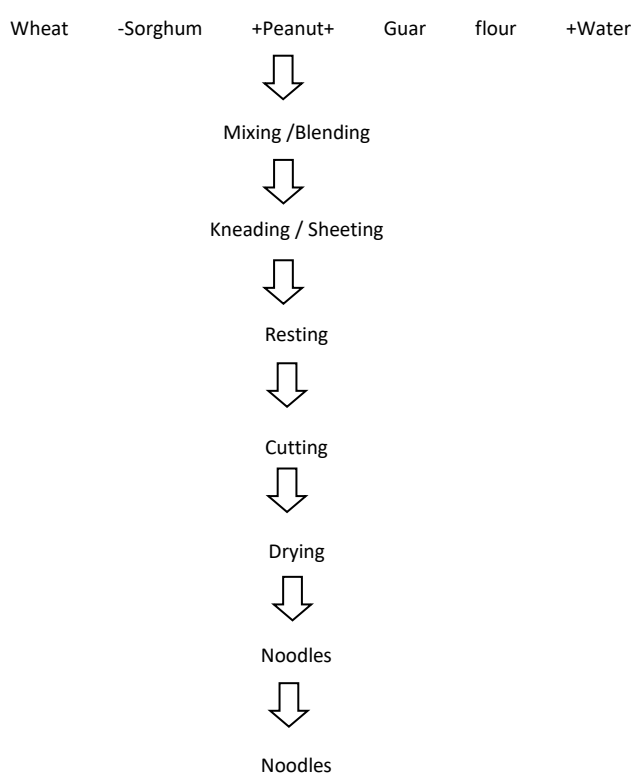 Wheat -Sorghum +Peanut+ Guar flour +Water
Mixing /Blending
Kneading / Sheeting
Resting
Cutting
Drying
Noodles
Noodles